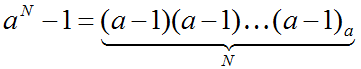 a^N − 1 = (a − 1)(a − 1)…(a − 1)_a
N